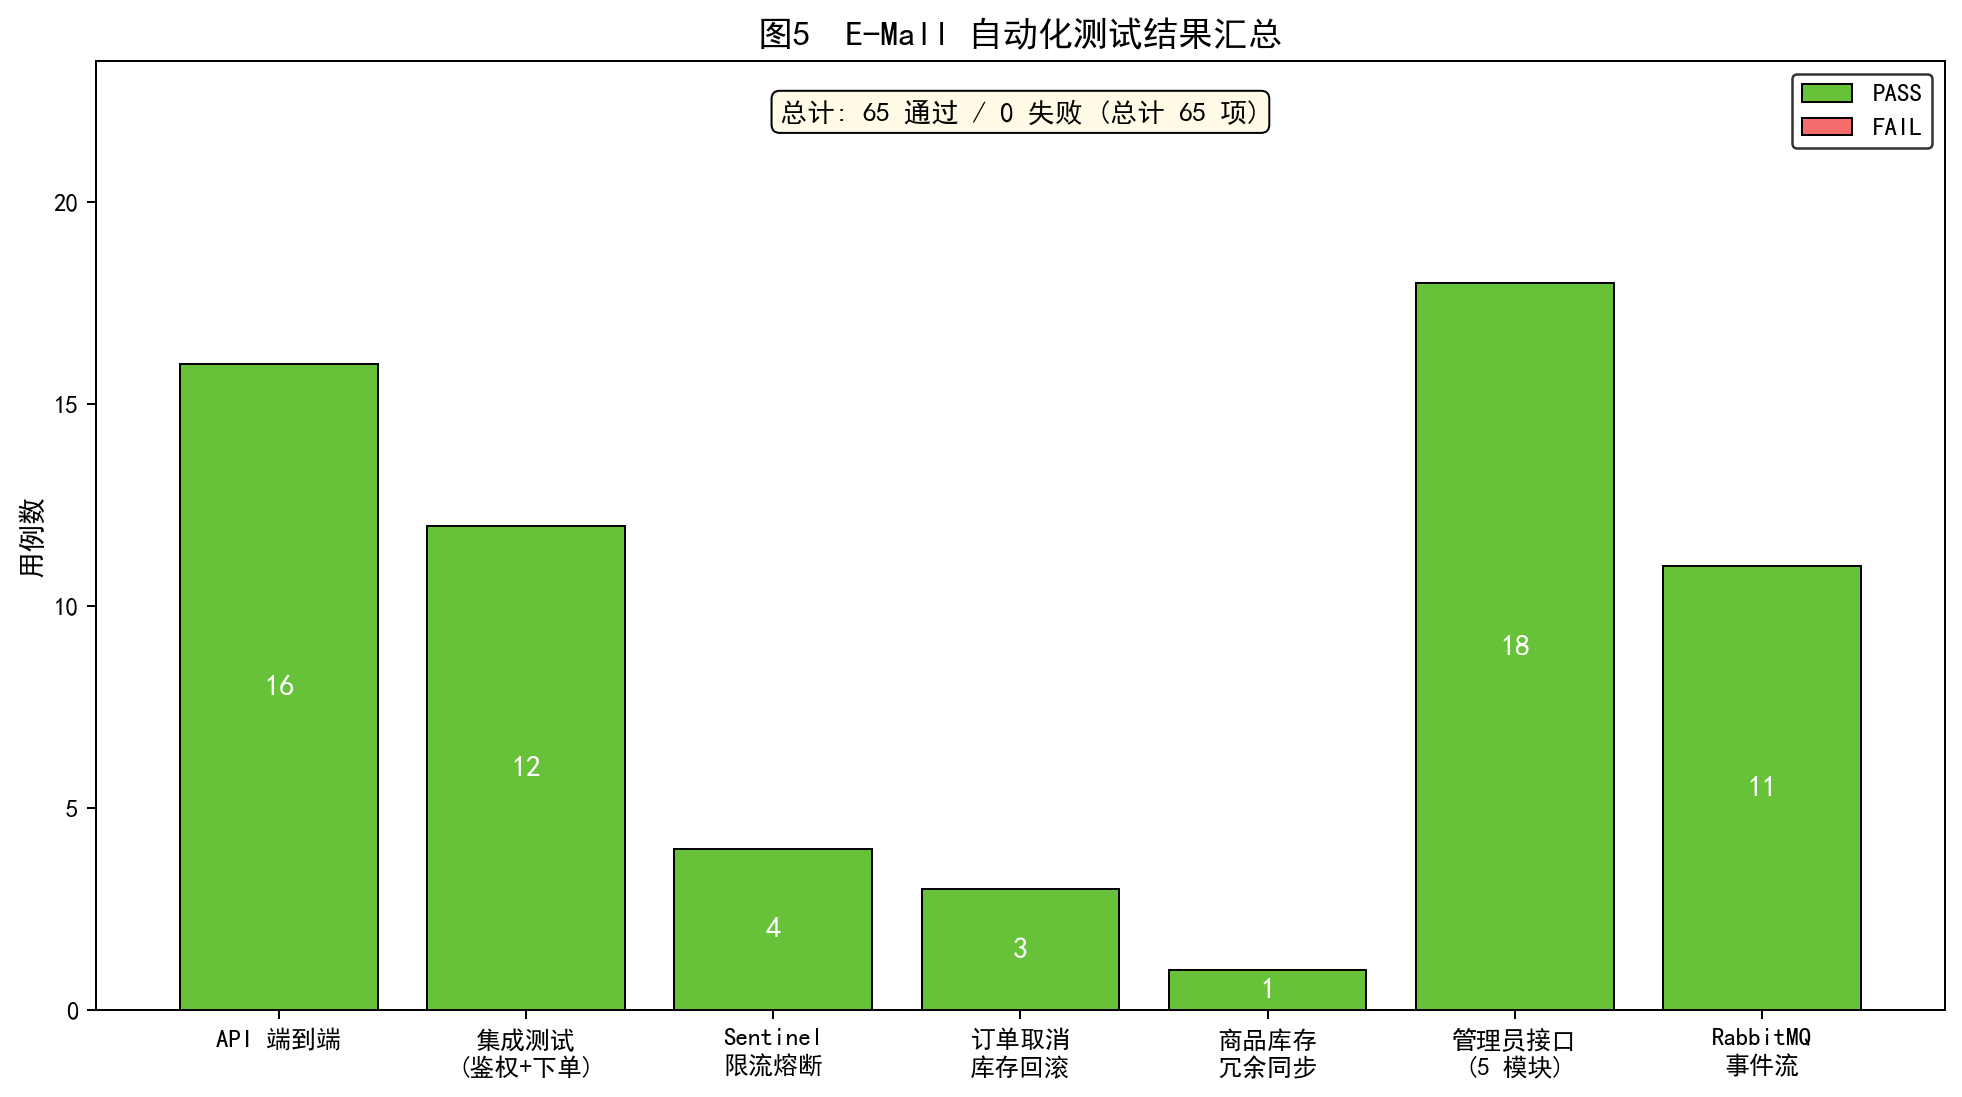 图5  E-Mall 自动化测试结果汇总
总计: 65 通过 / 0 失败 (总计 65 项)
PASS
FAIL
用例数
20
15
10
5
0
16
12
4
3
1
18
11
API 端到端
集成测试
(鉴权+下单)
Sentinel
限流熔断
订单取消
库存回滚
商品库存
冗余同步
管理员接口
(5 模块)
RabbitMQ
事件流